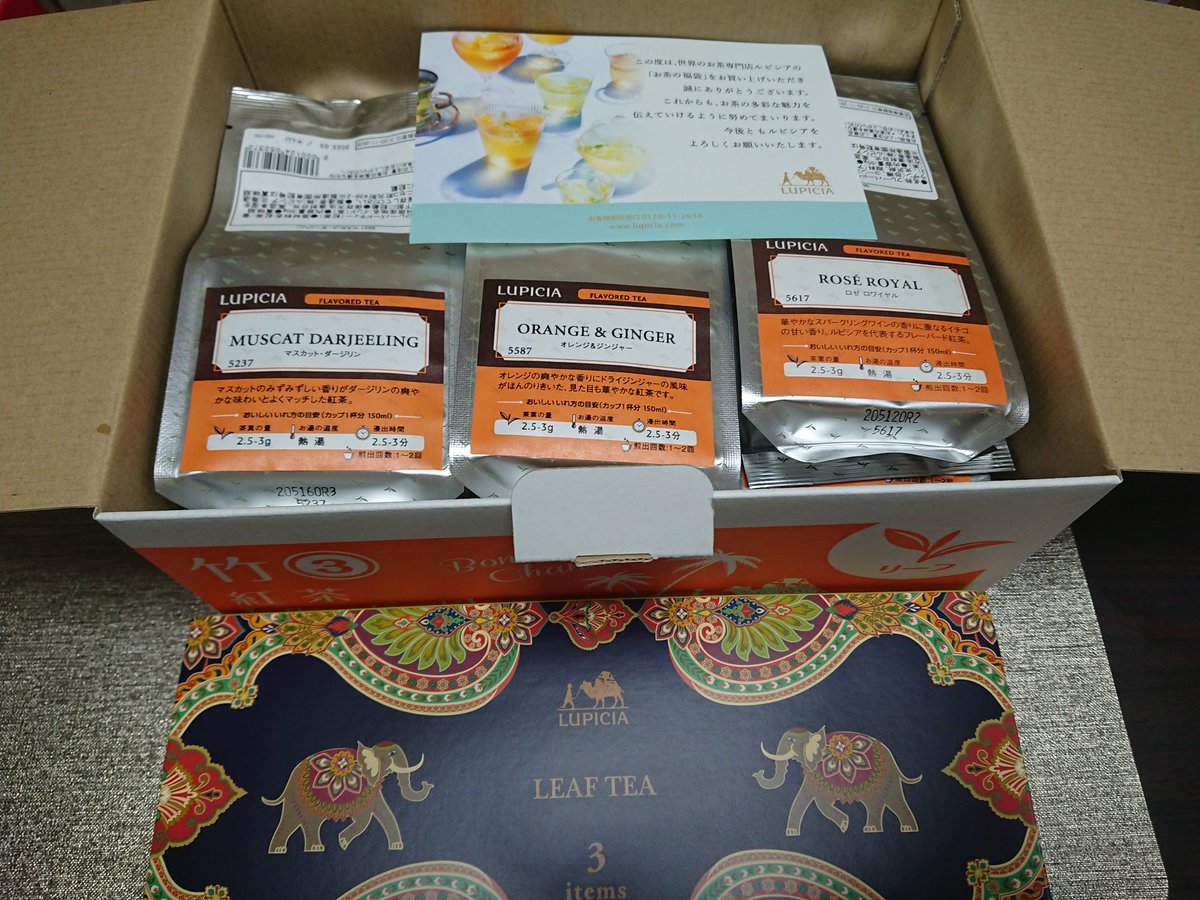 この度は、世界のお茶専門店ルピシアの
「お茶の福袋」をお買い上げいただき
誠にありがとうございます。
これからも、お茶の多彩な魅力を
伝えていけるように努めてまいります。
今後ともルピシアを
よろしくお願いいたします。
LUPICIA
お客様相談窓口 0120-11-2636
www.lupicia.com
LUPICIA FLAVORED TEA
MUSCAT DARJEELING
マスカット・ダージリン
5237
マスカットのみずみずしい香りがダージリンの爽や
かな味わいとよくマッチした紅茶。
おいしいいれ方の目安(カップ1杯分 150ml)
茶葉の量 お湯の温度 浸出時間
2.5-3g 熱湯 2.5-3分
煎出回数:1〜2回
205160R3
5237
LUPICIA FLAVORED TEA
ORANGE & GINGER
オレンジ&ジンジャー
5587
オレンジの爽やかな香りにドライジンジャーの風味
がほんのりきいた、見た目も華やかな紅茶です。
おいしいいれ方の目安(カップ1杯分 150ml)
茶葉の量 お湯の温度 浸出時間
2.5-3g 熱湯 2.5-3分
煎出回数:1〜2回
LUPICIA FLAVORED TEA
ROSÉ ROYAL
ロゼ ロワイヤル
5617
華やかなスパークリングワインの香りに重なるイチゴ
の甘い香り。ルピシアを代表するフレーバード紅茶。
おいしいいれ方の目安(カップ1杯分 150ml)
茶葉の量 お湯の温度 浸出時間
2.5-3g 熱湯 2.5-3分
煎出回数:1〜2回
205120R2
5617
竹 3
紅茶
リーフ
LUPICIA
LEAF TEA
3
items